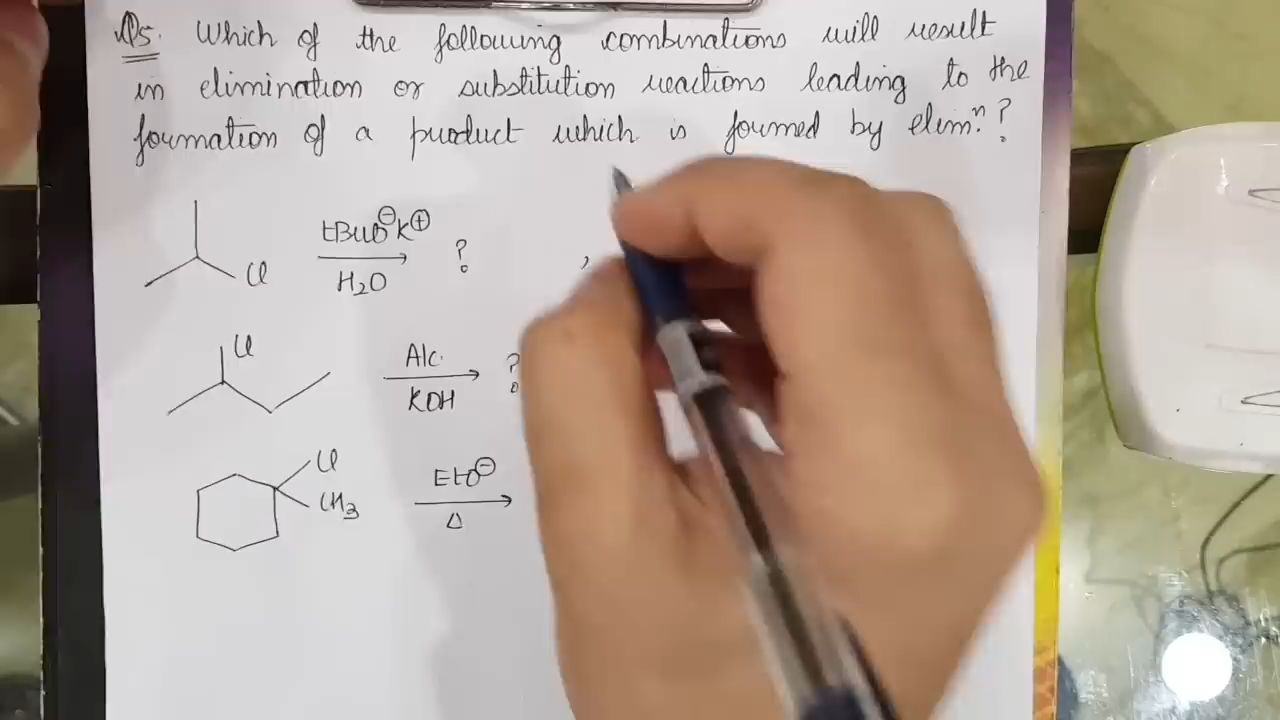 Q5. Which of the following combinations will result
in elimination or substitution reactions leading to the
formation of a product which is formed by elimⁿ.?
Cl tBuO⊖K⊕ H₂O ? ,
Cl Alc. KOH ?
Cl CH₃ EtO⊖ Δ